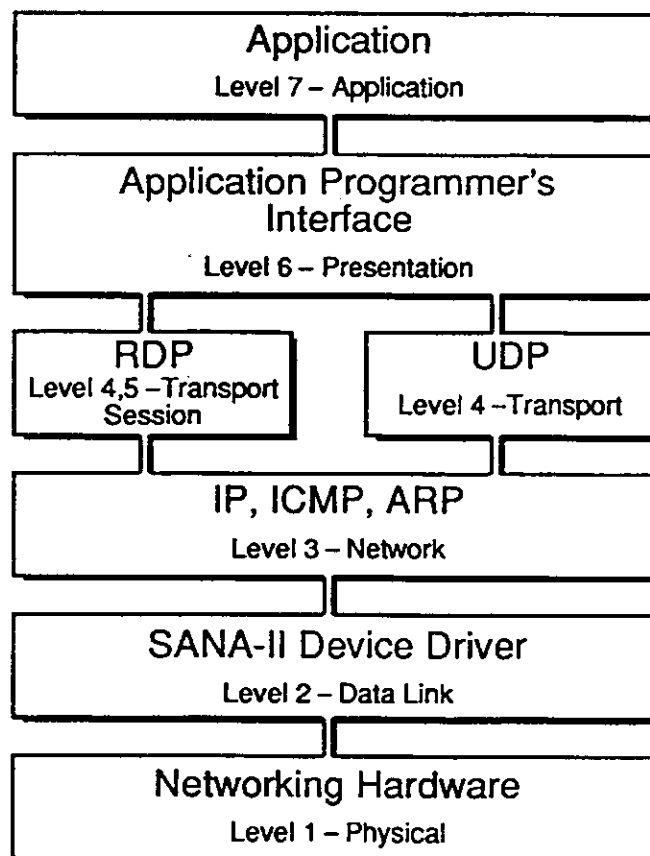 Application
Level 7 – Application
Application Programmer's
Interface
Level 6 – Presentation
RDP
Level 4,5 –Transport
Session
UDP
Level 4 –Transport
IP, ICMP, ARP
Level 3 – Network
SANA-II Device Driver
Level 2 – Data Link
Networking Hardware
Level 1 – Physical